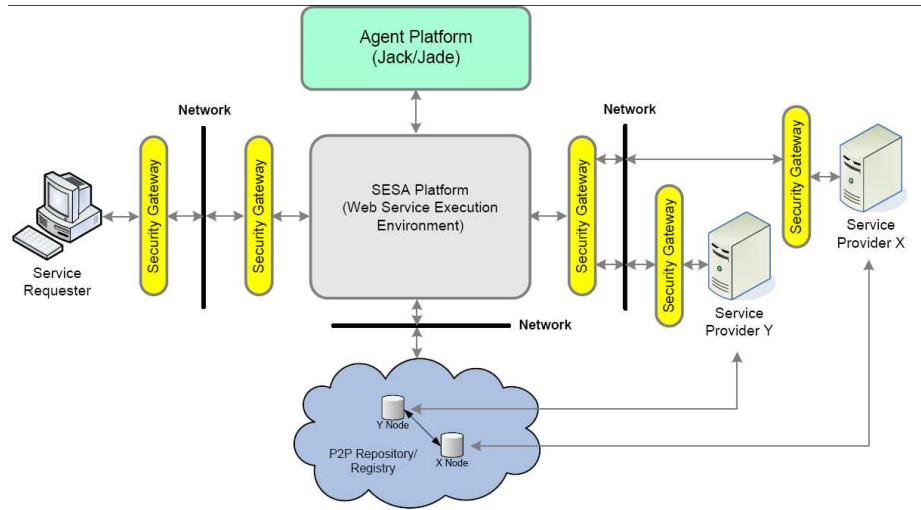 Agent Platform
(Jack/Jade)
Network
Network
Security Gateway
Security Gateway
SESA Platform
(Web Service Execution
Environment)
Security Gateway
Security Gateway
Security Gateway
Service
Requester
Service
Provider X
Service
Provider Y
Network
Y Node
P2P Repository/
Registry
X Node